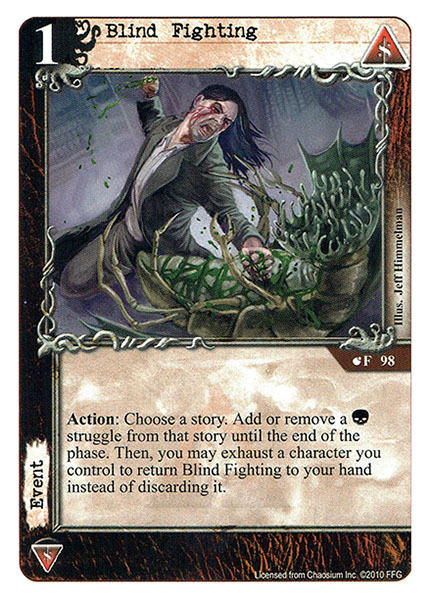 1
Blind Fighting
Illus. Jeff Himmelman
F 98
Action: Choose a story. Add or remove a
struggle from that story until the end of the
phase. Then, you may exhaust a character you
control to return Blind Fighting to your hand
instead of discarding it.
Event
Licensed from Chaosium Inc. ©2010 FFG